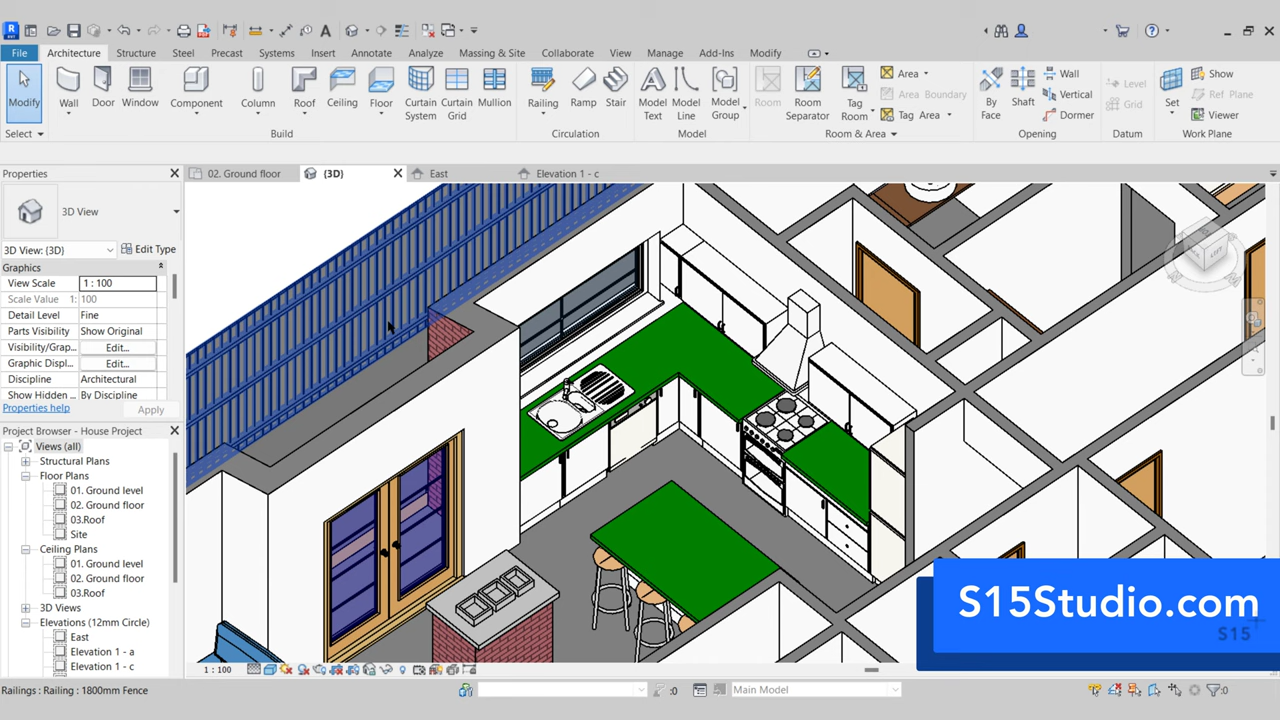 File Architecture Structure Steel Precast Systems Insert Annotate Analyze Massing & Site Collaborate View Manage Add-Ins Modify
Modify Wall Door Window Component Column Roof Ceiling Floor Curtain System Curtain Grid Mullion Railing Ramp Stair Model Text Model Line Model Group Room Room Separator Tag Room Area Area Boundary Tag Area By Face Shaft Wall Vertical Dormer Level Grid Set Show Ref Plane Viewer
Select Build Circulation Model Room & Area Opening Datum Work Plane
Properties
02. Ground floor {3D} East Elevation 1 - c
3D View
3D View: {3D} Edit Type
Graphics
View Scale 1 : 100
Scale Value 1: 100
Detail Level Fine
Parts Visibility Show Original
Visibility/Grap... Edit...
Graphic Displ... Edit...
Discipline Architectural
Show Hidden By Discipline
Properties help Apply
Project Browser - House Project
Views (all)
Structural Plans
Floor Plans
01. Ground level
02. Ground floor
03.Roof
Site
Ceiling Plans
01. Ground level
02. Ground floor
03.Roof
3D Views
Elevations (12mm Circle)
East
Elevation 1 - a
Elevation 1 - c
LEFT
S15Studio.com
S15
1 : 100
Railings : Railing : 1800mm Fence
:0 Main Model :0